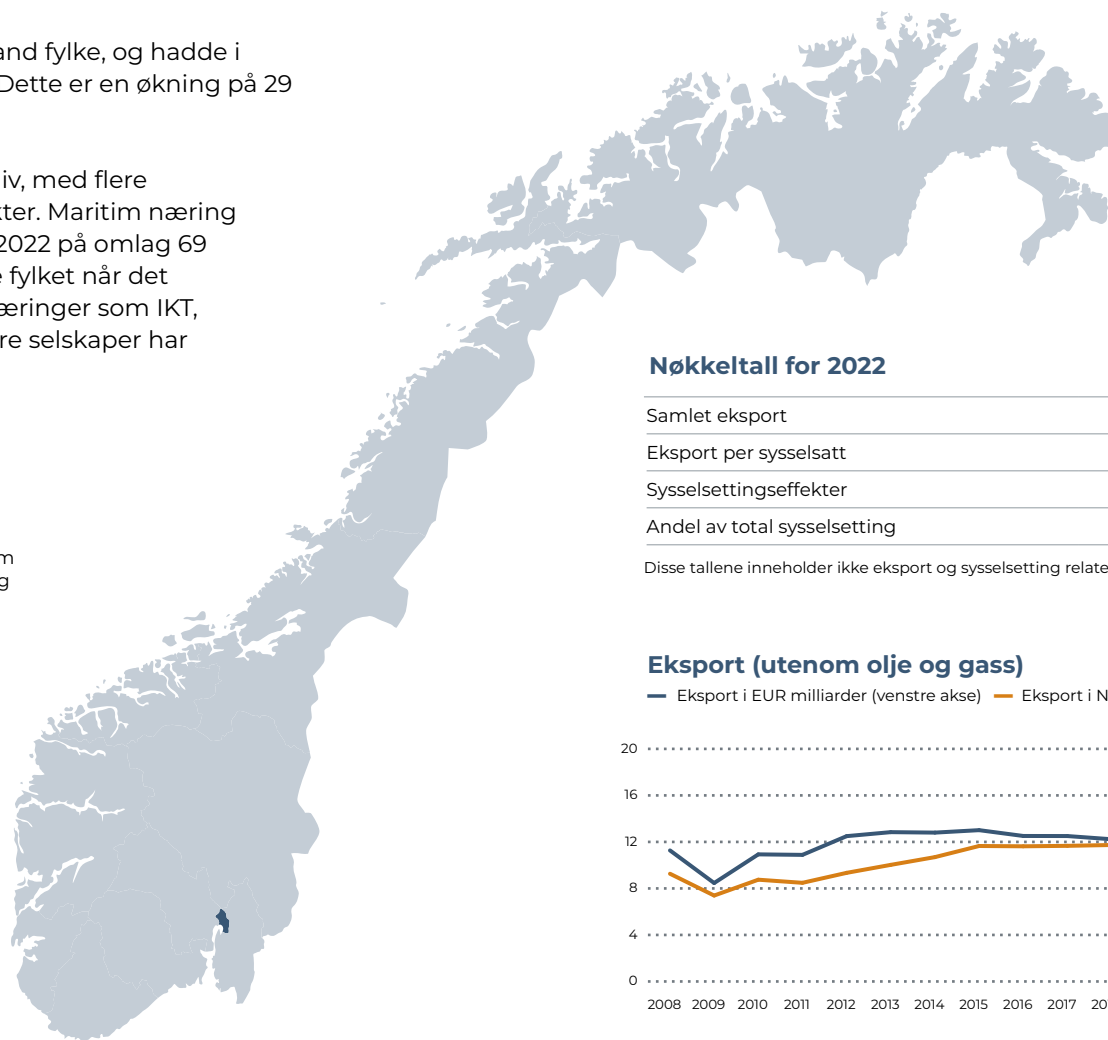 and fylke, og hadde i
Dette er en økning på 29
iv, med flere
kter. Maritim næring
2022 på omlag 69
e fylket når det
æringer som IKT,
re selskaper har
m
g
Nøkkeltall for 2022
Samlet eksport
Eksport per sysselsatt
Sysselsettingseffekter
Andel av total sysselsetting
Disse tallene inneholder ikke eksport og sysselsetting relate
Eksport (utenom olje og gass)
Eksport i EUR milliarder (venstre akse) Eksport i N
20
16
12
8
4
0
2008 2009 2010 2011 2012 2013 2014 2015 2016 2017 20